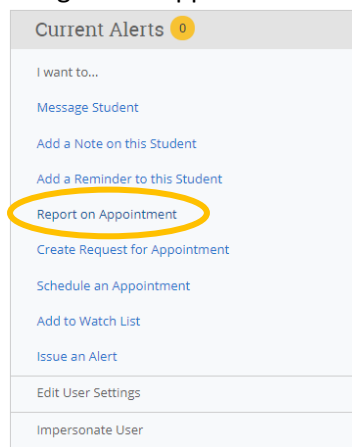 Current Alerts 0
I want to...
Message Student
Add a Note on this Student
Add a Reminder to this Student
Report on Appointment
Create Request for Appointment
Schedule an Appointment
Add to Watch List
Issue an Alert
Edit User Settings
Impersonate User